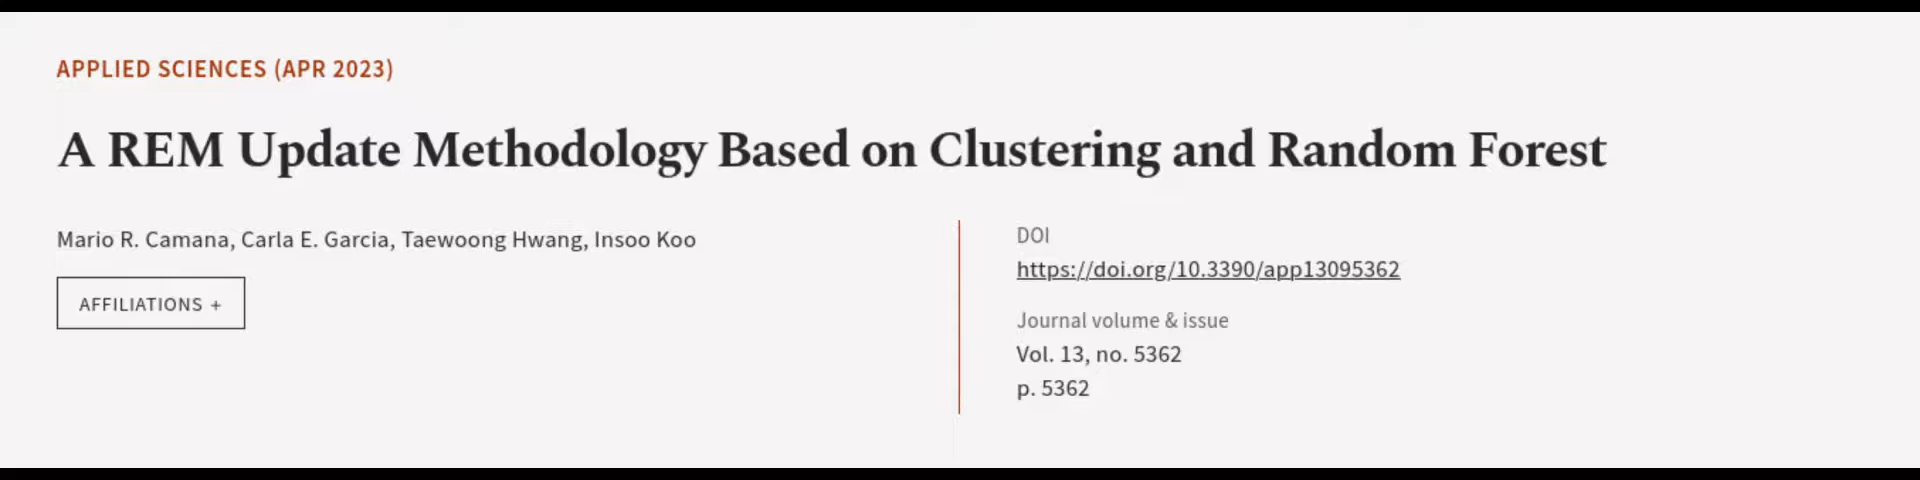 APPLIED SCIENCES (APR 2023)
A REM Update Methodology Based on Clustering and Random Forest
Mario R. Camana, Carla E. Garcia, Taewoong Hwang, Insoo Koo
AFFILIATIONS +
DOI
https://doi.org/10.3390/app13095362
Journal volume & issue
Vol. 13, no. 5362
p. 5362